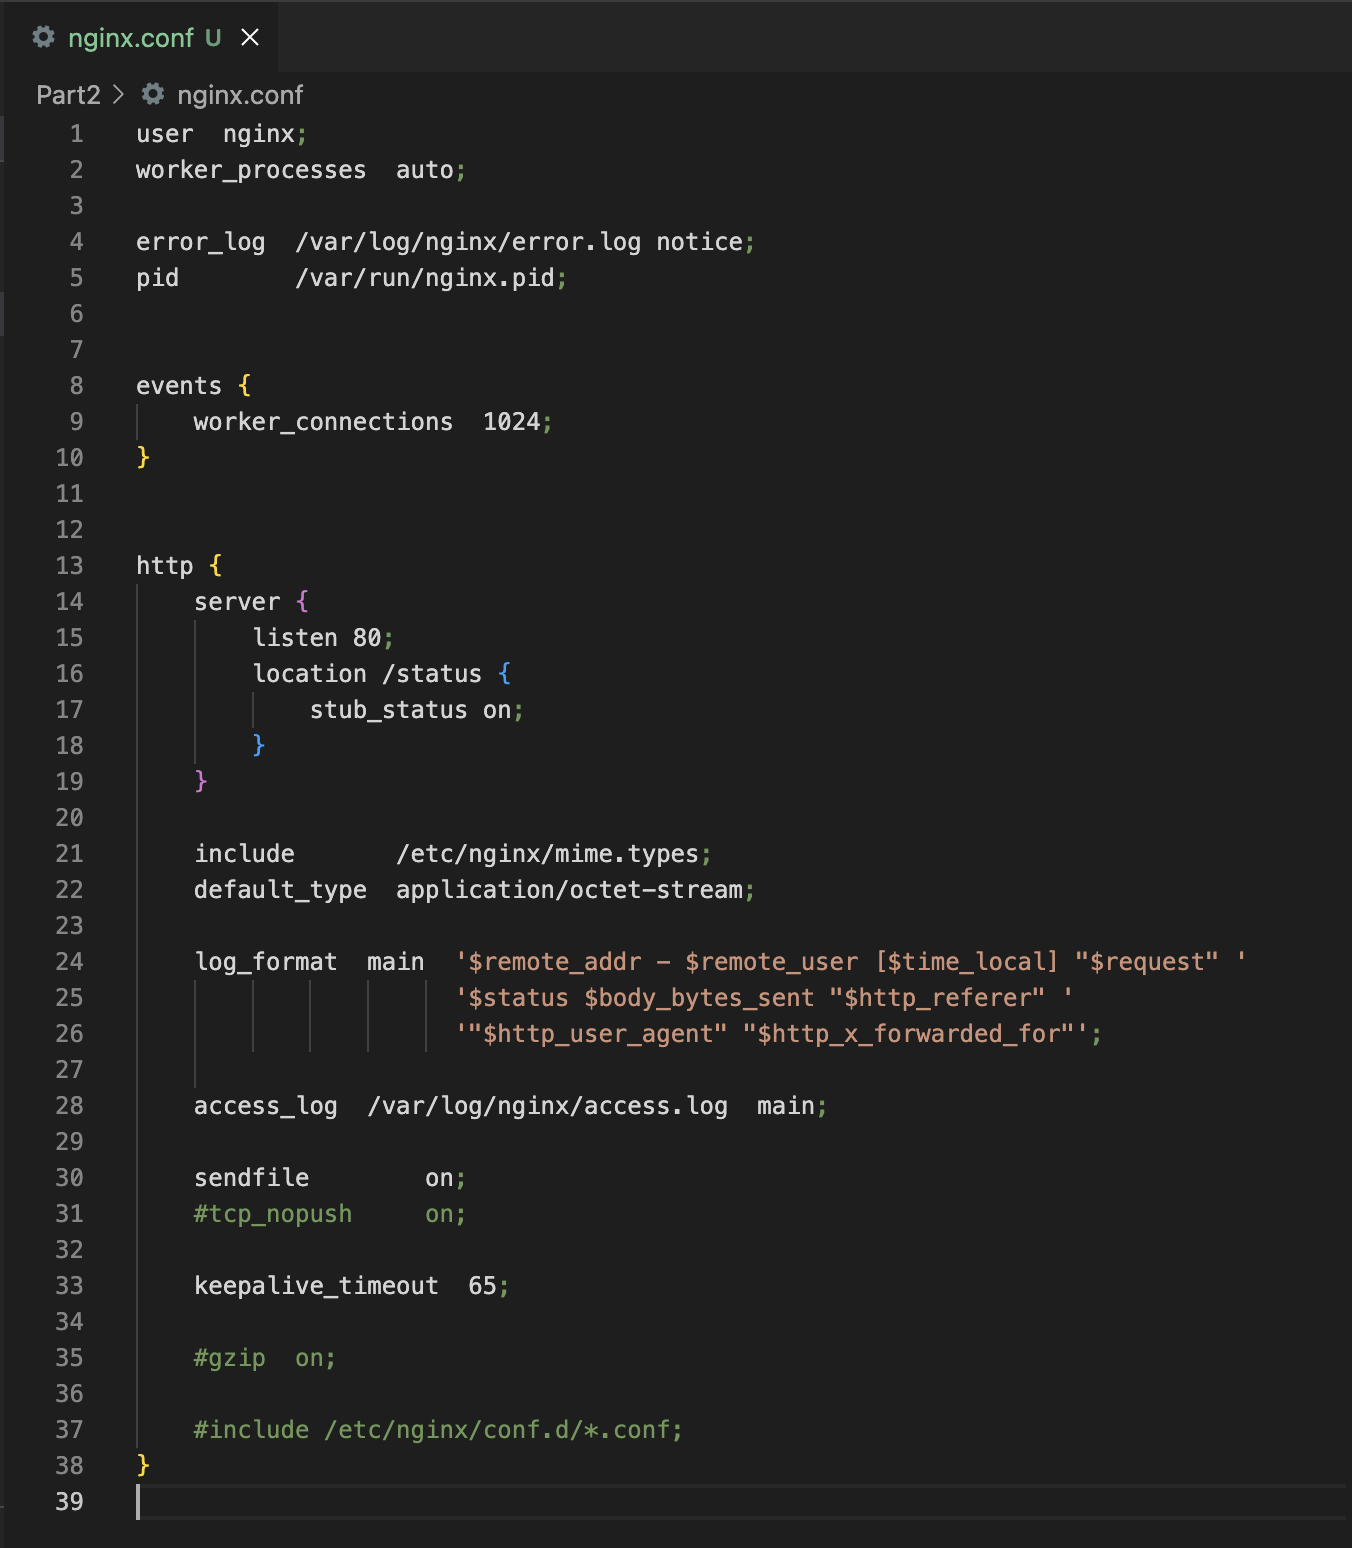 nginx.conf U
Part2 > nginx.conf
1 user  nginx;
2 worker_processes  auto;
3
4 error_log  /var/log/nginx/error.log notice;
5 pid        /var/run/nginx.pid;
6
7
8 events {
9     worker_connections  1024;
10 }
11
12
13 http {
14     server {
15         listen 80;
16         location /status {
17             stub_status on;
18         }
19     }
20
21     include       /etc/nginx/mime.types;
22     default_type  application/octet-stream;
23
24     log_format  main  '$remote_addr - $remote_user [$time_local] "$request" '
25                       '$status $body_bytes_sent "$http_referer" '
26                       '"$http_user_agent" "$http_x_forwarded_for"';
27
28     access_log  /var/log/nginx/access.log  main;
29
30     sendfile        on;
31     #tcp_nopush     on;
32
33     keepalive_timeout  65;
34
35     #gzip  on;
36
37     #include /etc/nginx/conf.d/*.conf;
38 }
39